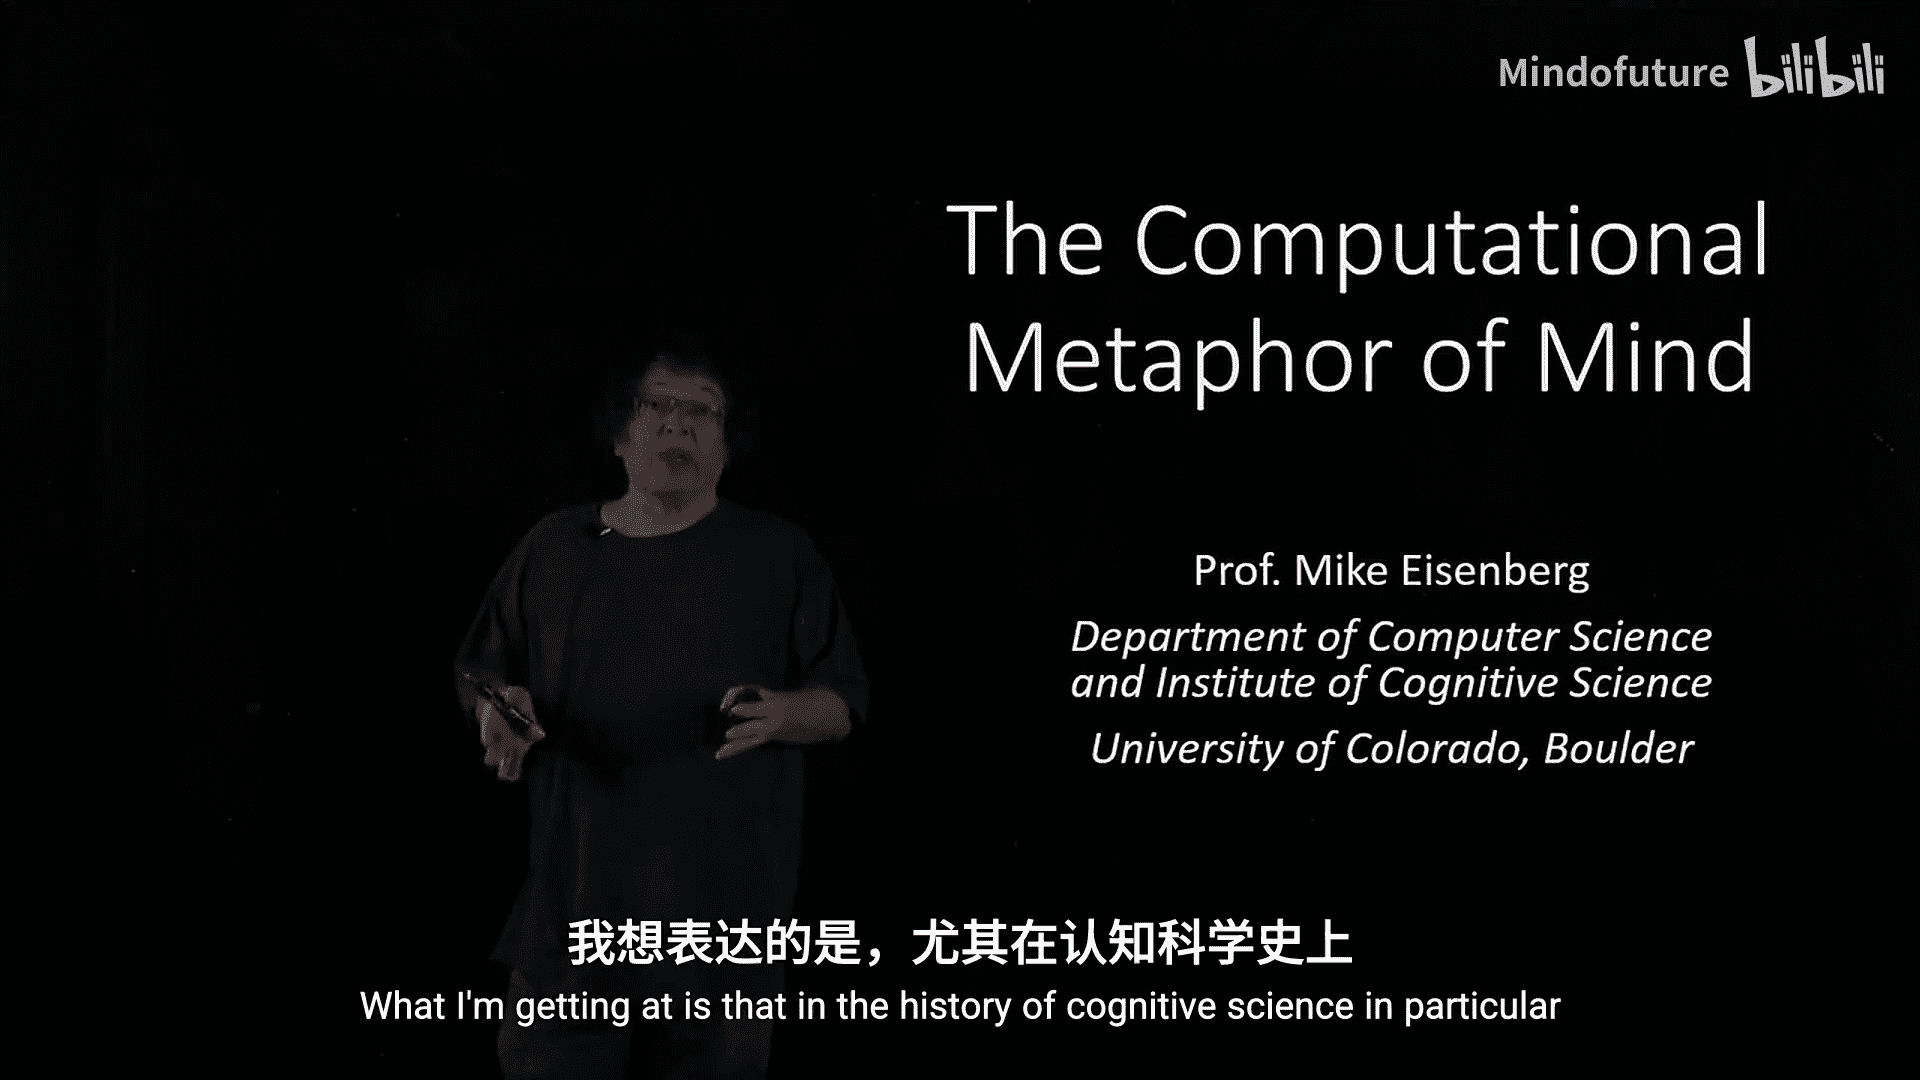 Mindofuture bilibili
The Computational
Metaphor of Mind
Prof. Mike Eisenberg
Department of Computer Science
and Institute of Cognitive Science
University of Colorado, Boulder
我想表达的是，尤其在认知科学史上
What I'm getting at is that in the history of cognitive science in particular